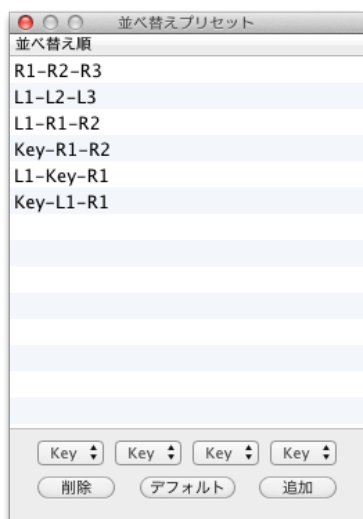 並べ替えプリセット
並べ替え順
R1-R2-R3
L1-L2-L3
L1-R1-R2
Key-R1-R2
L1-Key-R1
Key-L1-R1
Key Key Key Key
削除 デフォルト 追加